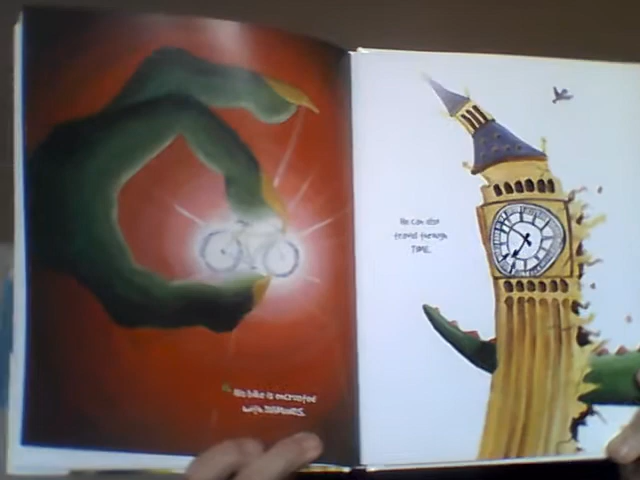 His bike is encrusted
with DIAMONDS.
He can also
travel through
TIME.